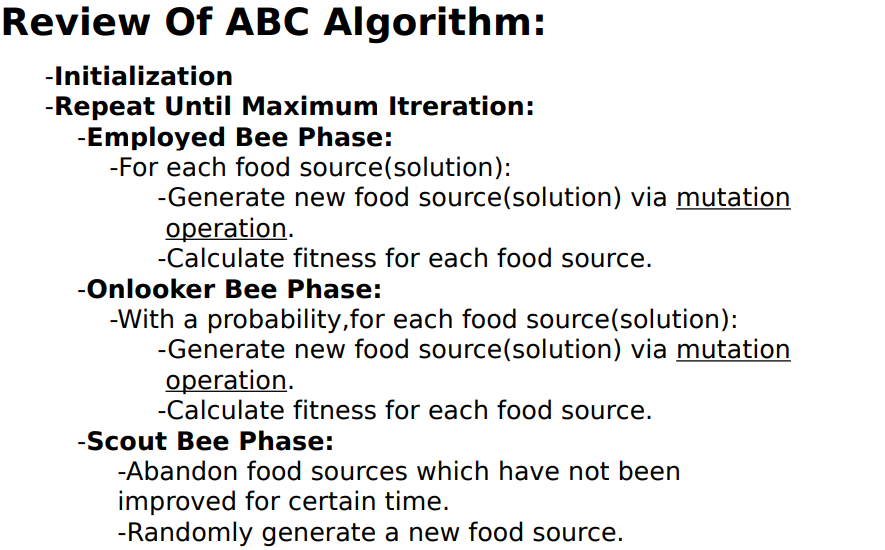 Review Of ABC Algorithm:
-Initialization
-Repeat Until Maximum Itreration:
-Employed Bee Phase:
-For each food source(solution):
-Generate new food source(solution) via mutation
operation.
-Calculate fitness for each food source.
-Onlooker Bee Phase:
-With a probability,for each food source(solution):
-Generate new food source(solution) via mutation
operation.
-Calculate fitness for each food source.
-Scout Bee Phase:
-Abandon food sources which have not been
improved for certain time.
-Randomly generate a new food source.